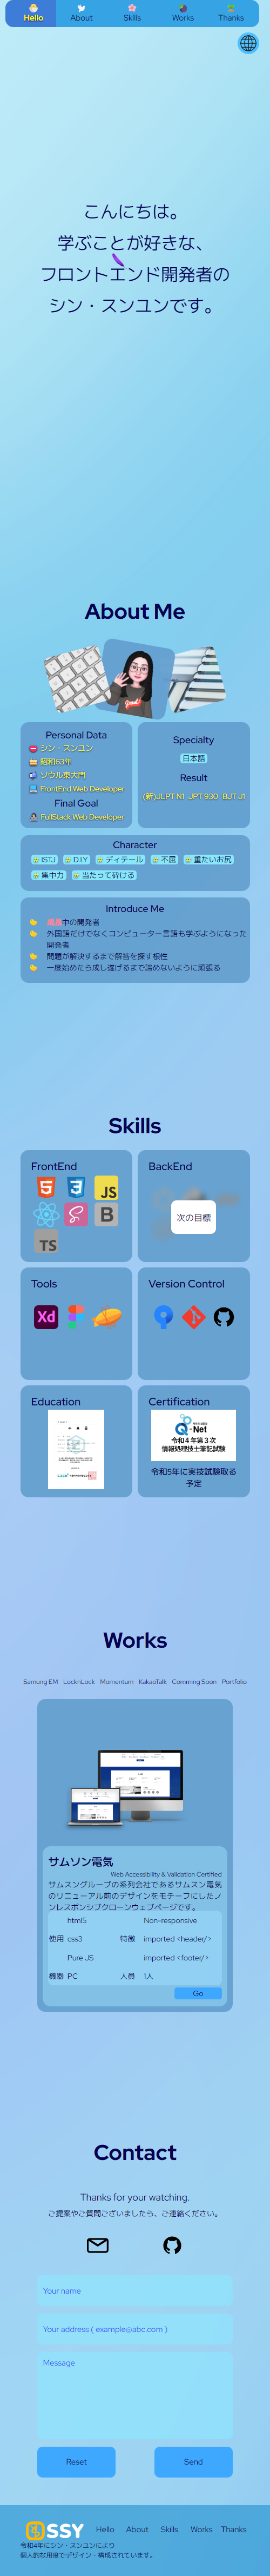 Hello
About
Skills
Works
Thanks
こんにちは。
学ぶことが好きな、
フロントエンド開発者の
シン・スンユンです。
About Me
Personal Data
シン・スンユン
昭和63年
ソウル東大門
FrontEnd Web Developer
Final Goal
FullStack Web Developer
Specialty
日本語
Result
(新)JLPT N1 JPT 930 BJT J1
Character
ISTJ
D.I.Y
ディテール
不屈
重たいお尻
集中力
当たって砕ける
Introduce Me
中の開発者
外国語だけでなくコンピューター言語も学ぶようになった
開発者
問題が解決するまで解答を探す根性
一度始めたら成し遂げるまで諦めないように頑張る
Skills
FrontEnd
5
3
JS
B
TS
BackEnd
次の目標
Tools
Xd
Version Control
Education
Certification
Q-Net
令和4年第3次
情報処理技士筆記試験
令和5年に実技試験取る
予定
Works
Samung EM LocknLock Momentum KakaoTalk Comming Soon Portfolio
サムソン電気
Web Accessibility & Validation Certified
サムスングループの系列会社であるサムスン電気
のリニューアル前のデザインをモチーフにしたノ
ンレスポンシブクローンウェブページです。
html5 Non-responsive
使用 css3 特徴 imported <header/>
Pure JS imported <footer/>
機器 PC 人員 1人
Go
Contact
Thanks for your watching.
ご提案やご質問ございましたら、ご連絡ください。
Your name
Your address ( example@abc.com )
Message
Reset
Send
SSY
Hello About Skills Works Thanks
令和4年にシン・スンユンにより
個人的な用度でデザイン・構成されています。